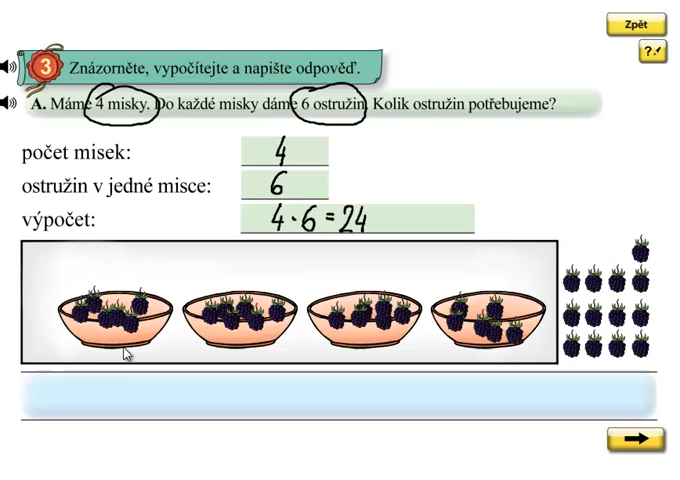 Zpět
?
3 Znázorněte, vypočítejte a napište odpověď.
A. Máme 4 misky. Do každé misky dáme 6 ostružin. Kolik ostružin potřebujeme?
počet misek: 4
ostružin v jedné misce: 6
výpočet: 4 · 6 = 24